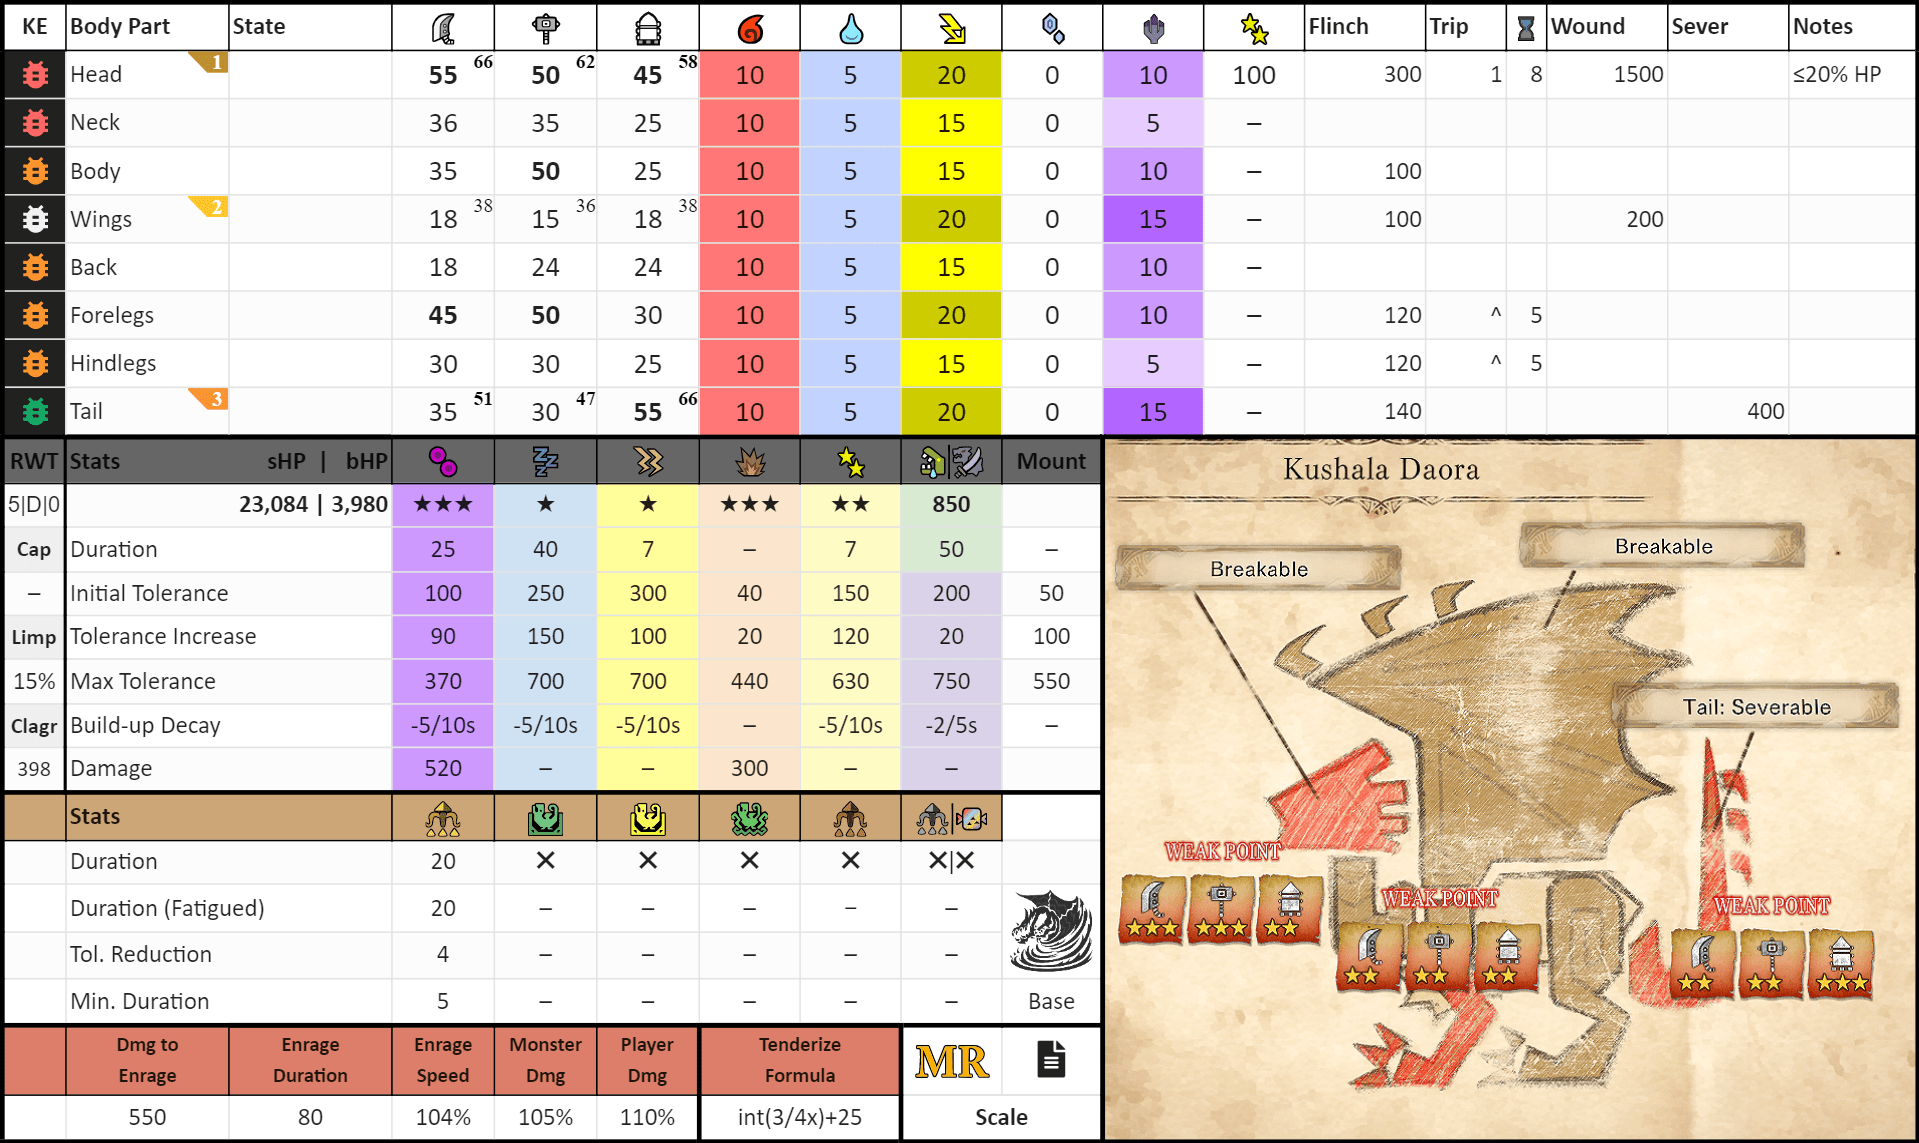 KE Body Part State Flinch Trip Wound Sever Notes
Head 1 55 66 50 62 45 58 10 5 20 0 10 100 300 1 8 1500 ≤20% HP
Neck 36 35 25 10 5 15 0 5 –
Body 35 50 25 10 5 15 0 10 – 100
Wings 2 18 38 15 36 18 38 10 5 20 0 15 – 100 200
Back 18 24 24 10 5 15 0 10 –
Forelegs 45 50 30 10 5 20 0 10 – 120 ^ 5
Hindlegs 30 30 25 10 5 15 0 5 – 120 ^ 5
Tail 3 35 51 30 47 55 66 10 5 20 0 15 – 140 400
RWT Stats sHP | bHP Mount
5|D|0 23,084 | 3,980 ★★★ ★ ★ ★★★ ★★ 850
Cap Duration 25 40 7 – 7 50 –
– Initial Tolerance 100 250 300 40 150 200 50
Limp Tolerance Increase 90 150 100 20 120 20 100
15% Max Tolerance 370 700 700 440 630 750 550
Clagr Build-up Decay -5/10s -5/10s -5/10s – -5/10s -2/5s –
398 Damage 520 – – 300 – –
Stats
Duration 20 ✕ ✕ ✕ ✕ ✕|✕
Duration (Fatigued) 20 – – – – –
Tol. Reduction 4 – – – – –
Min. Duration 5 – – – – – Base
Dmg to Enrage Enrage Monster Player Tenderize
Enrage Duration Speed Dmg Dmg Formula
MR
550 80 104% 105% 110% int(3/4x)+25 Scale
Kushala Daora
Breakable
Breakable
Tail: Severable
WEAK POINT
WEAK POINT
WEAK POINT